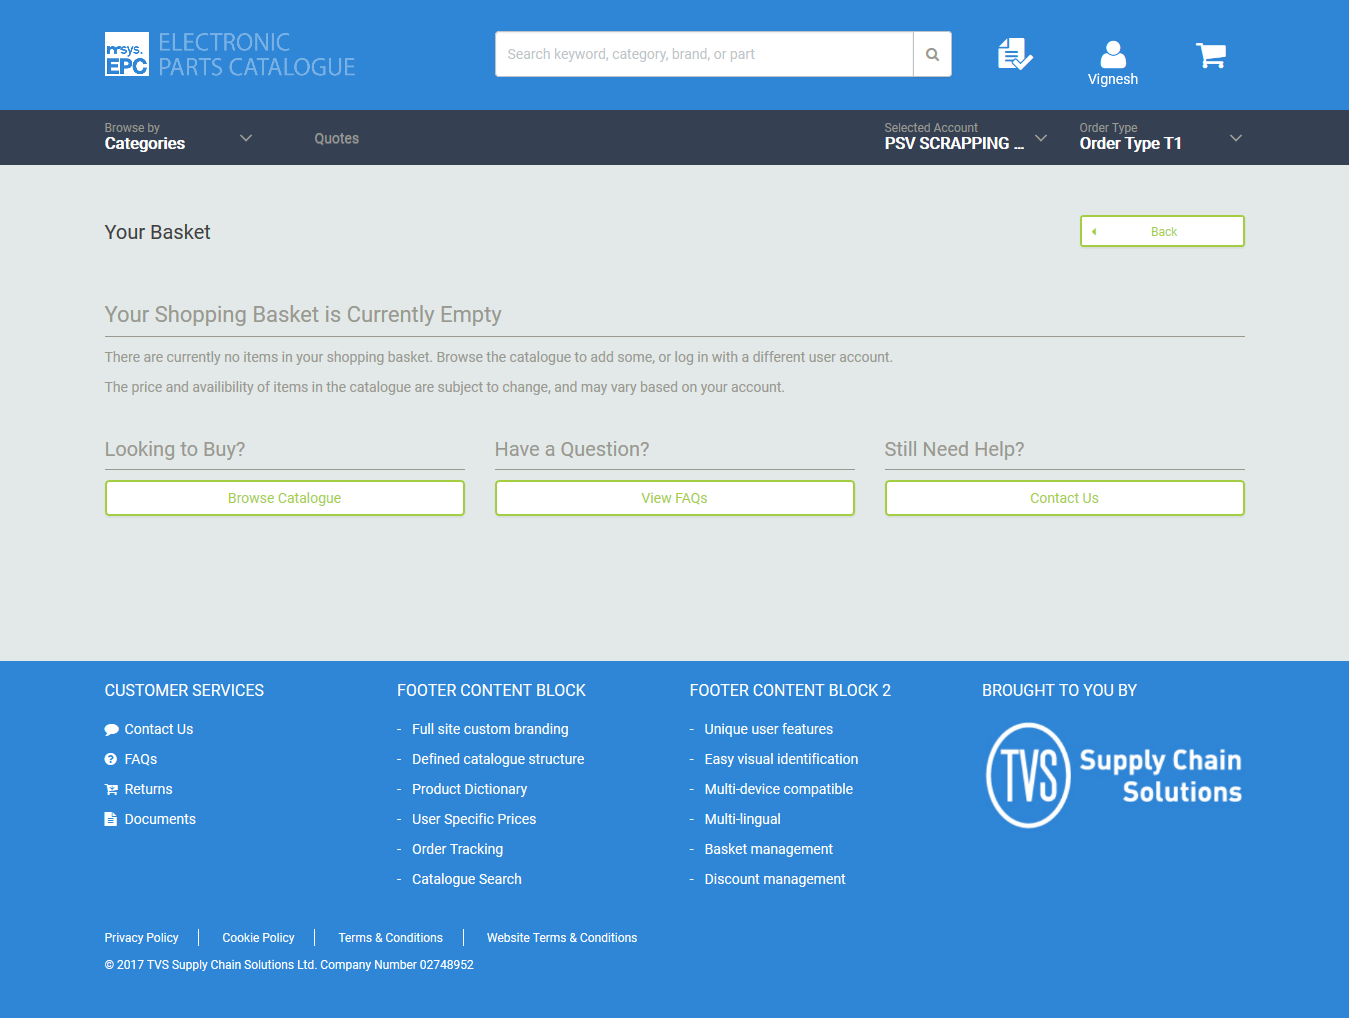 msys.
EPC
ELECTRONIC
PARTS CATALOGUE
Search keyword, category, brand, or part
Vignesh
Browse by
Categories
Quotes
Selected Account
PSV SCRAPPING ...
Order Type
Order Type T1
Your Basket
Back
Your Shopping Basket is Currently Empty
There are currently no items in your shopping basket. Browse the catalogue to add some, or log in with a different user account.
The price and availibility of items in the catalogue are subject to change, and may vary based on your account.
Looking to Buy?
Browse Catalogue
Have a Question?
View FAQs
Still Need Help?
Contact Us
CUSTOMER SERVICES
Contact Us
FAQs
Returns
Documents
FOOTER CONTENT BLOCK
- Full site custom branding
- Defined catalogue structure
- Product Dictionary
- User Specific Prices
- Order Tracking
- Catalogue Search
FOOTER CONTENT BLOCK 2
- Unique user features
- Easy visual identification
- Multi-device compatible
- Multi-lingual
- Basket management
- Discount management
BROUGHT TO YOU BY
TVS Supply Chain
Solutions
Privacy Policy Cookie Policy Terms & Conditions Website Terms & Conditions
© 2017 TVS Supply Chain Solutions Ltd. Company Number 02748952